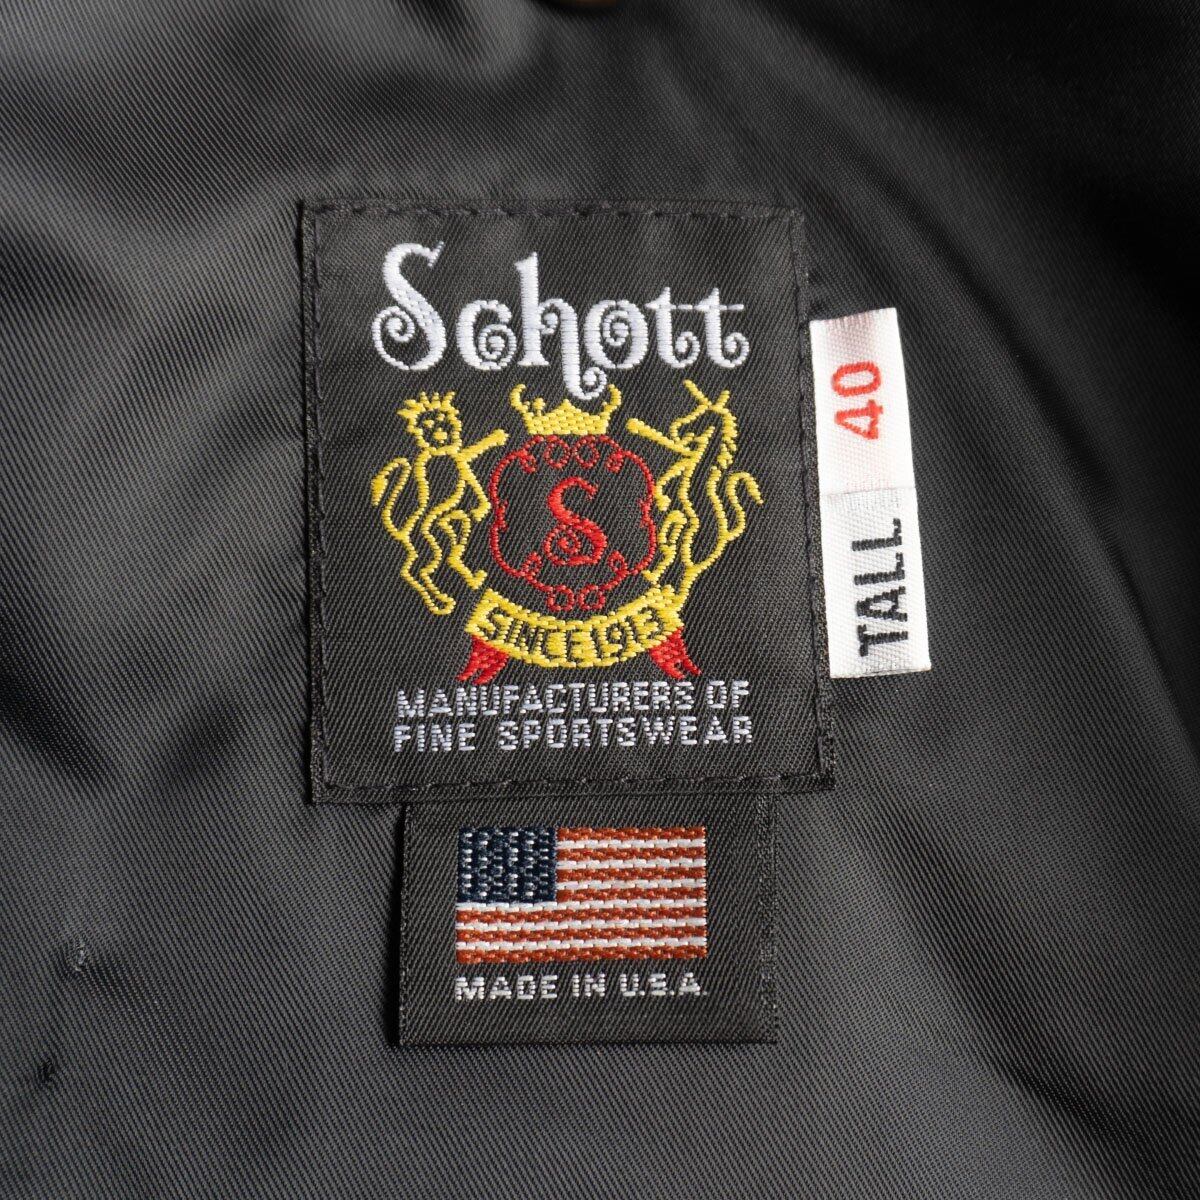 Schott
S
SINCE 1913
MANUFACTURERS OF
FINE SPORTSWEAR
40
TALL
MADE IN U.S.A.